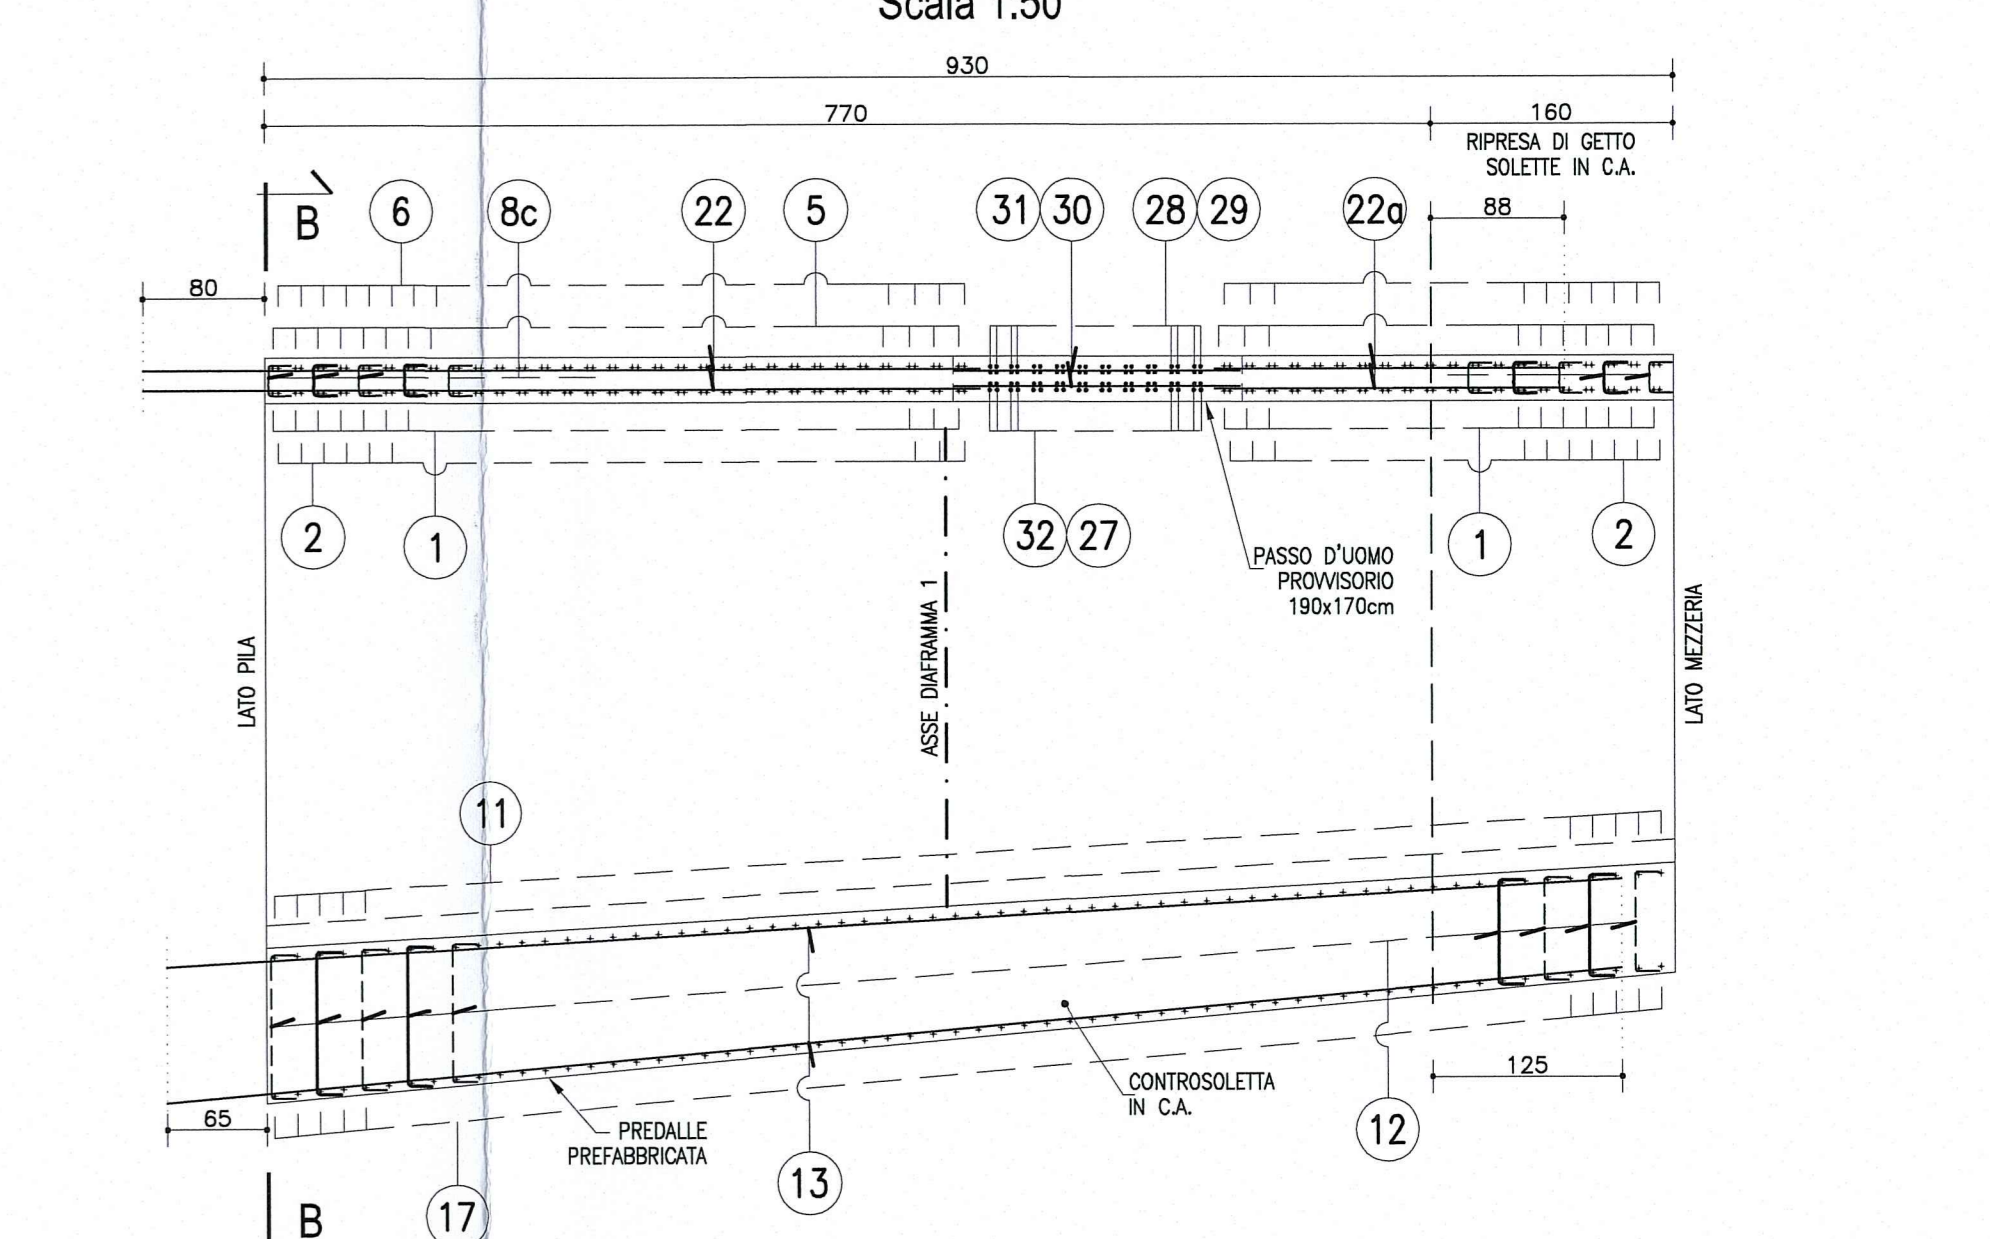 Scala 1:50
930
770
160
RIPRESA DI GETTO
SOLETTE IN C.A.
B
6
8c
22
5
31
30
28
29
22a
88
80
2
1
32
27
1
2
PASSO D'UOMO
PROVVISORIO
190x170cm
LATO PILA
ASSE DIAFRAMMA 1
LATO MEZZERIA
11
125
CONTROSOLETTA
IN C.A.
65
PREDALLE
PREFABBRICATA
12
13
17
B